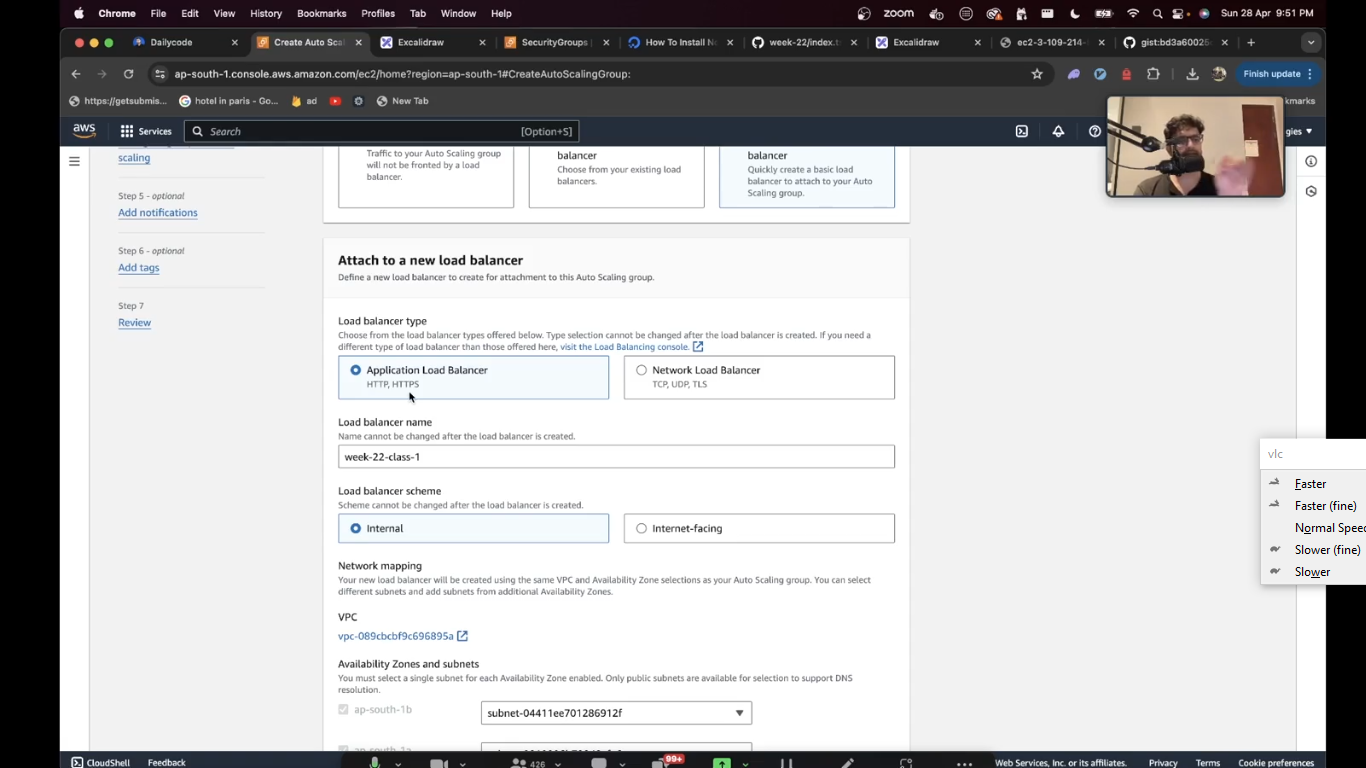 Chrome File Edit View History Bookmarks Profiles Tab Window Help zoom Sun 28 Apr 9:51 PM
Dailycode Create Auto Scal Excalidraw SecurityGroups | How To Install No week-22/index.t Excalidraw ec2-3-109-214- gist:bd3a60025
ap-south-1.console.aws.amazon.com/ec2/home?region=ap-south-1#CreateAutoScalingGroup: Finish update
https://getsubmis... hotel in paris - Go... ad New Tab kmarks
aws Services Search [Option+S] gies
scaling
Step 5 - optional
Add notifications
Step 6 - optional
Add tags
Step 7
Review
Traffic to your Auto Scaling group
will not be fronted by a load
balancer.
balancer
Choose from your existing load
balancers.
balancer
Quickly create a basic load
balancer to attach to your Auto
Scaling group.
Attach to a new load balancer
Define a new load balancer to create for attachment to this Auto Scaling group.
Load balancer type
Choose from the load balancer types offered below. Type selection cannot be changed after the load balancer is created. If you need a
different type of load balancer than those offered here, visit the Load Balancing console.
Application Load Balancer
HTTP, HTTPS
Network Load Balancer
TCP, UDP, TLS
Load balancer name
Name cannot be changed after the load balancer is created.
week-22-class-1
Load balancer scheme
Scheme cannot be changed after the load balancer is created.
Internal
Internet-facing
Network mapping
Your new load balancer will be created using the same VPC and Availability Zone selections as your Auto Scaling group. You can select
different subnets and add subnets from additional Availability Zones.
VPC
vpc-089cbcbf9c696895a
Availability Zones and subnets
You must select a single subnet for each Availability Zone enabled. Only public subnets are available for selection to support DNS
resolution.
ap-south-1b
subnet-04411ee701286912f
ap-south-1a
vlc
Faster
Faster (fine)
Normal Spee
Slower (fine)
Slower
CloudShell Feedback 426 99+ Web Services, Inc. or its affiliates. Privacy Terms Cookie preferences